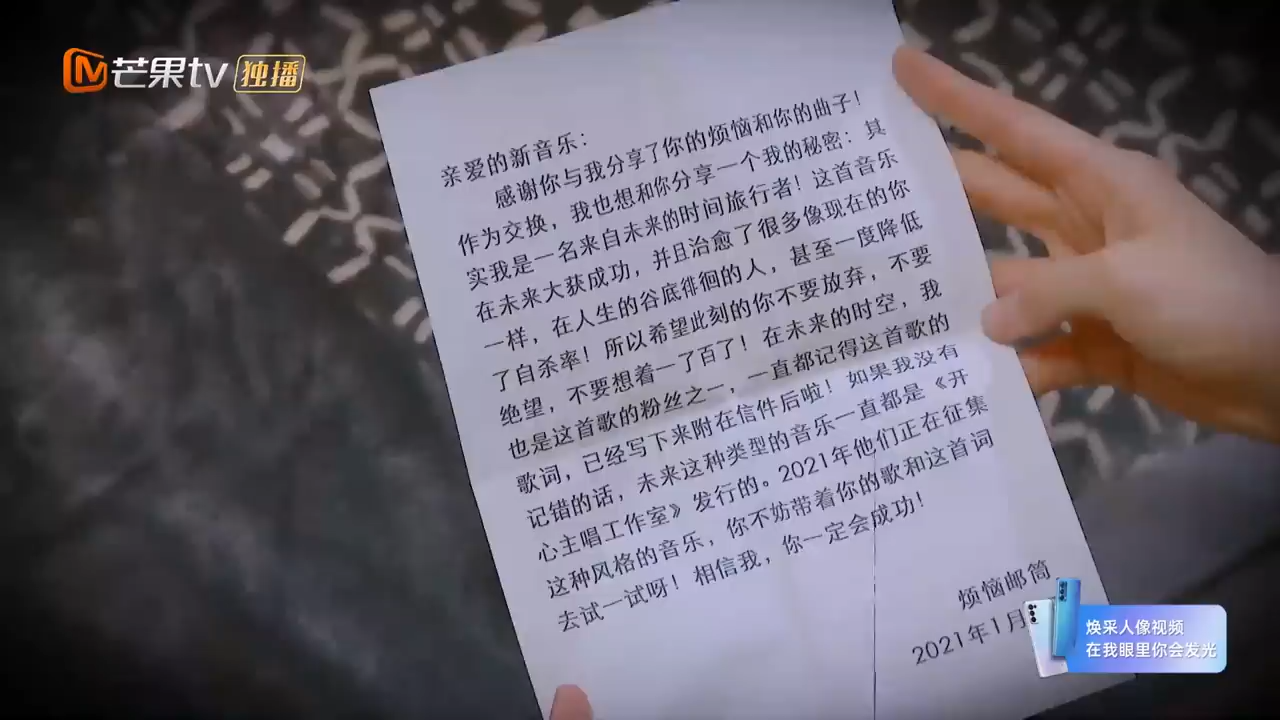 芒果tv 独播
亲爱的新音乐：
感谢你与我分享了你的烦恼和你的曲子！
作为交换，我也想和你分享一个我的秘密：其
实我是一名来自未来的时间旅行者！这首音乐
在未来大获成功，并且治愈了很多像现在的你
一样，在人生的谷底徘徊的人，甚至一度降低
了自杀率！所以希望此刻的你不要放弃，不要
绝望，不要想着一了百了！在未来的时空，我
也是这首歌的粉丝之一，一直都记得这首歌的
歌词，已经写下来附在信件后啦！如果我没有
记错的话，未来这种类型的音乐一直都是《开
心主唱工作室》发行的。2021年他们正在征集
这种风格的音乐，你不妨带着你的歌和这首词
去试一试呀！相信我，你一定会成功！
烦恼邮筒
2021年1月
焕采人像视频
在我眼里你会发光